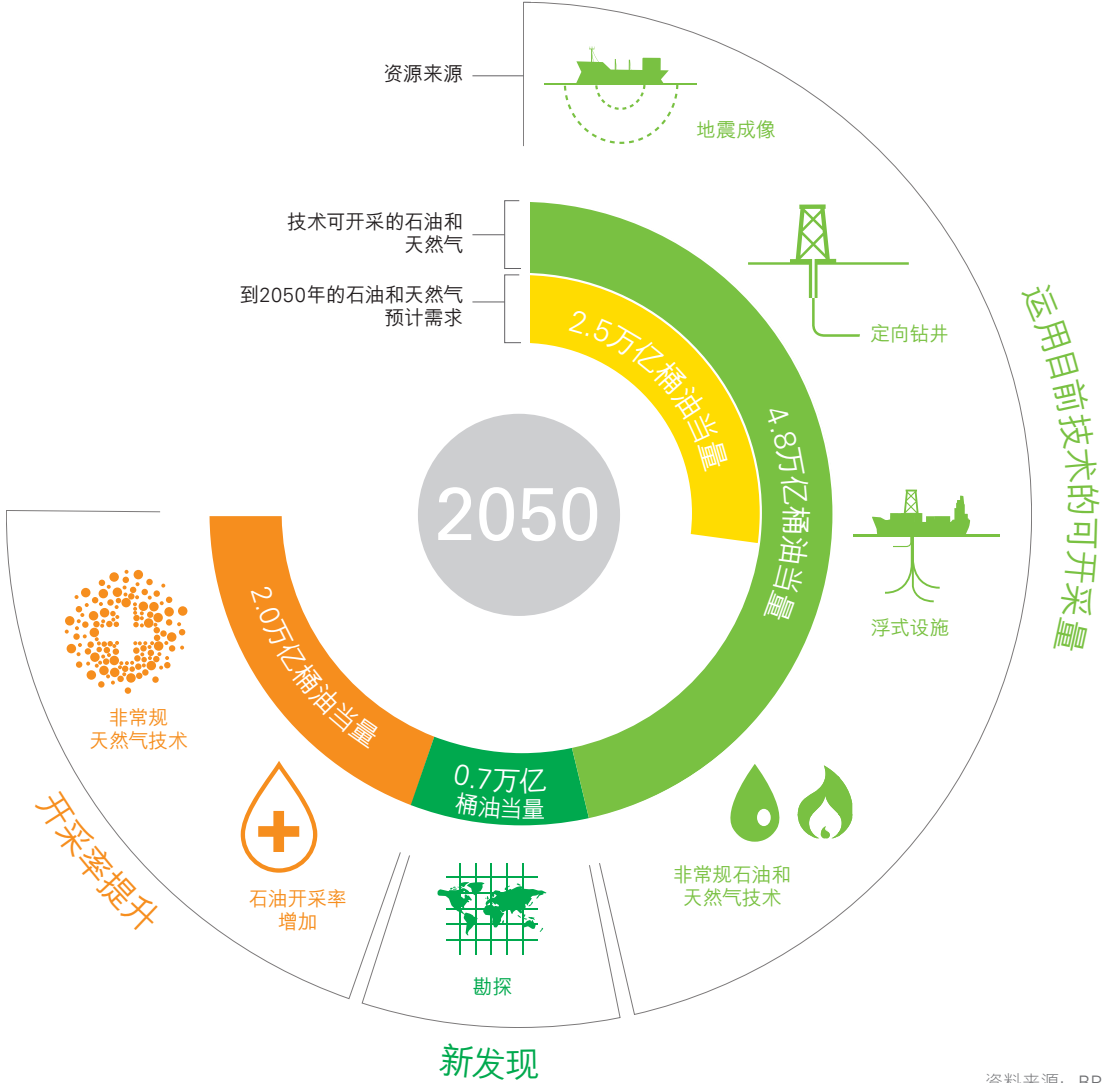 资源来源
地震成像
技术可开采的石油和
天然气
到2050年的石油和天然气
预计需求
2.5万亿桶油当量
定向钻井
运用目前技术的可开采量
4.8万亿桶油当量
2050
浮式设施
2.0万亿桶油当量
非常规
天然气技术
0.7万亿
桶油当量
开采率提升
石油开采率
增加
非常规石油和
天然气技术
勘探
新发现
资料来源：BP